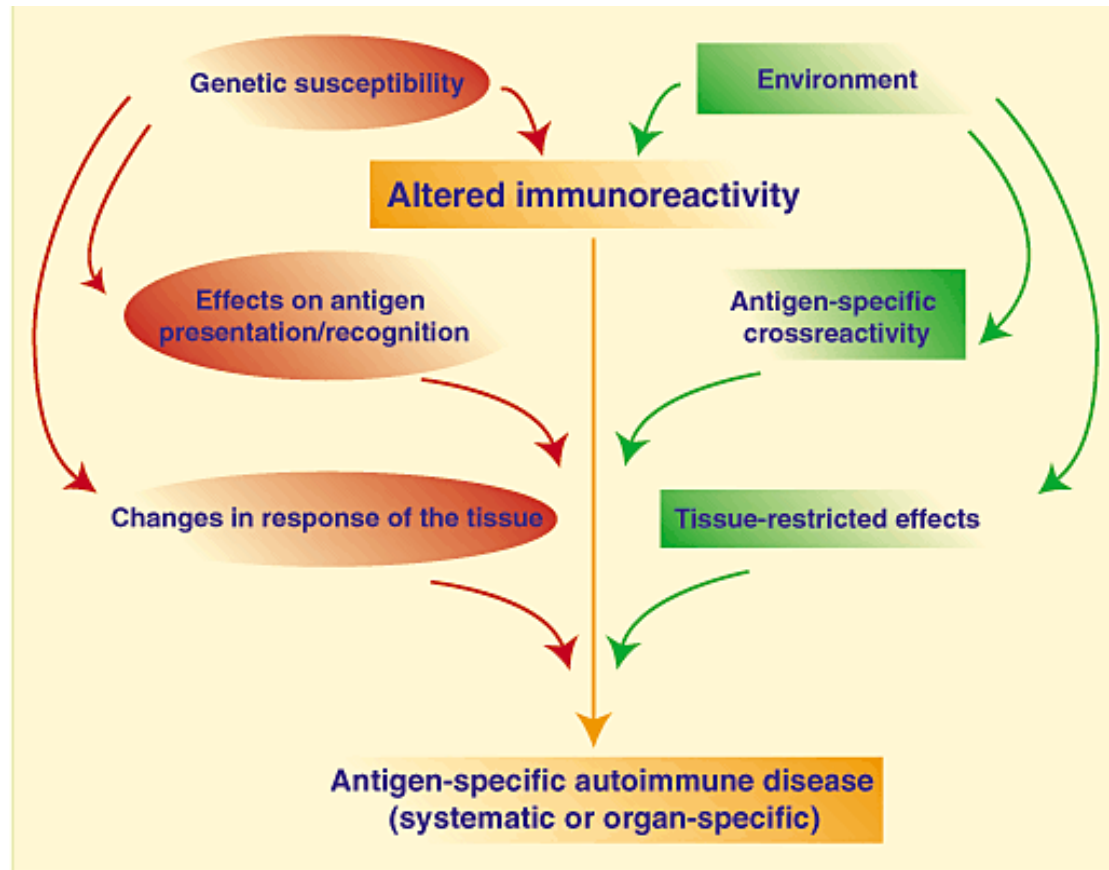 Genetic susceptibility
Environment
Altered immunoreactivity
Effects on antigen
presentation/recognition
Antigen-specific
crossreactivity
Changes in response of the tissue
Tissue-restricted effects
Antigen-specific autoimmune disease
(systematic or organ-specific)